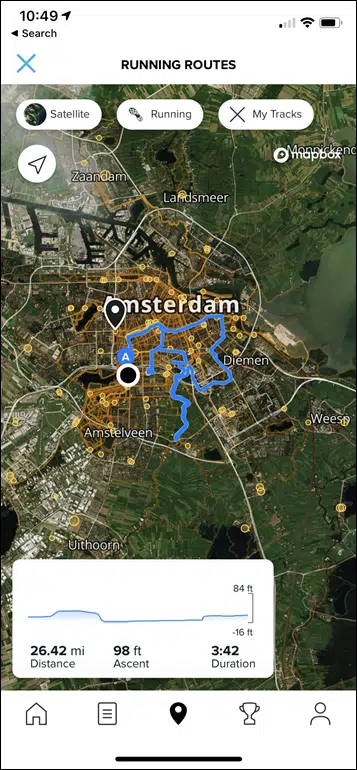 10:49
◀ Search
RUNNING ROUTES
Satellite
Running
My Tracks
mapbox
Zaandam
Landsmeer
Amsterdam
A
Diemen
Amstelveen
Weesp
Uithoorn
84 ft
-16 ft
26.42 mi
98 ft
3:42
Distance
Ascent
Duration